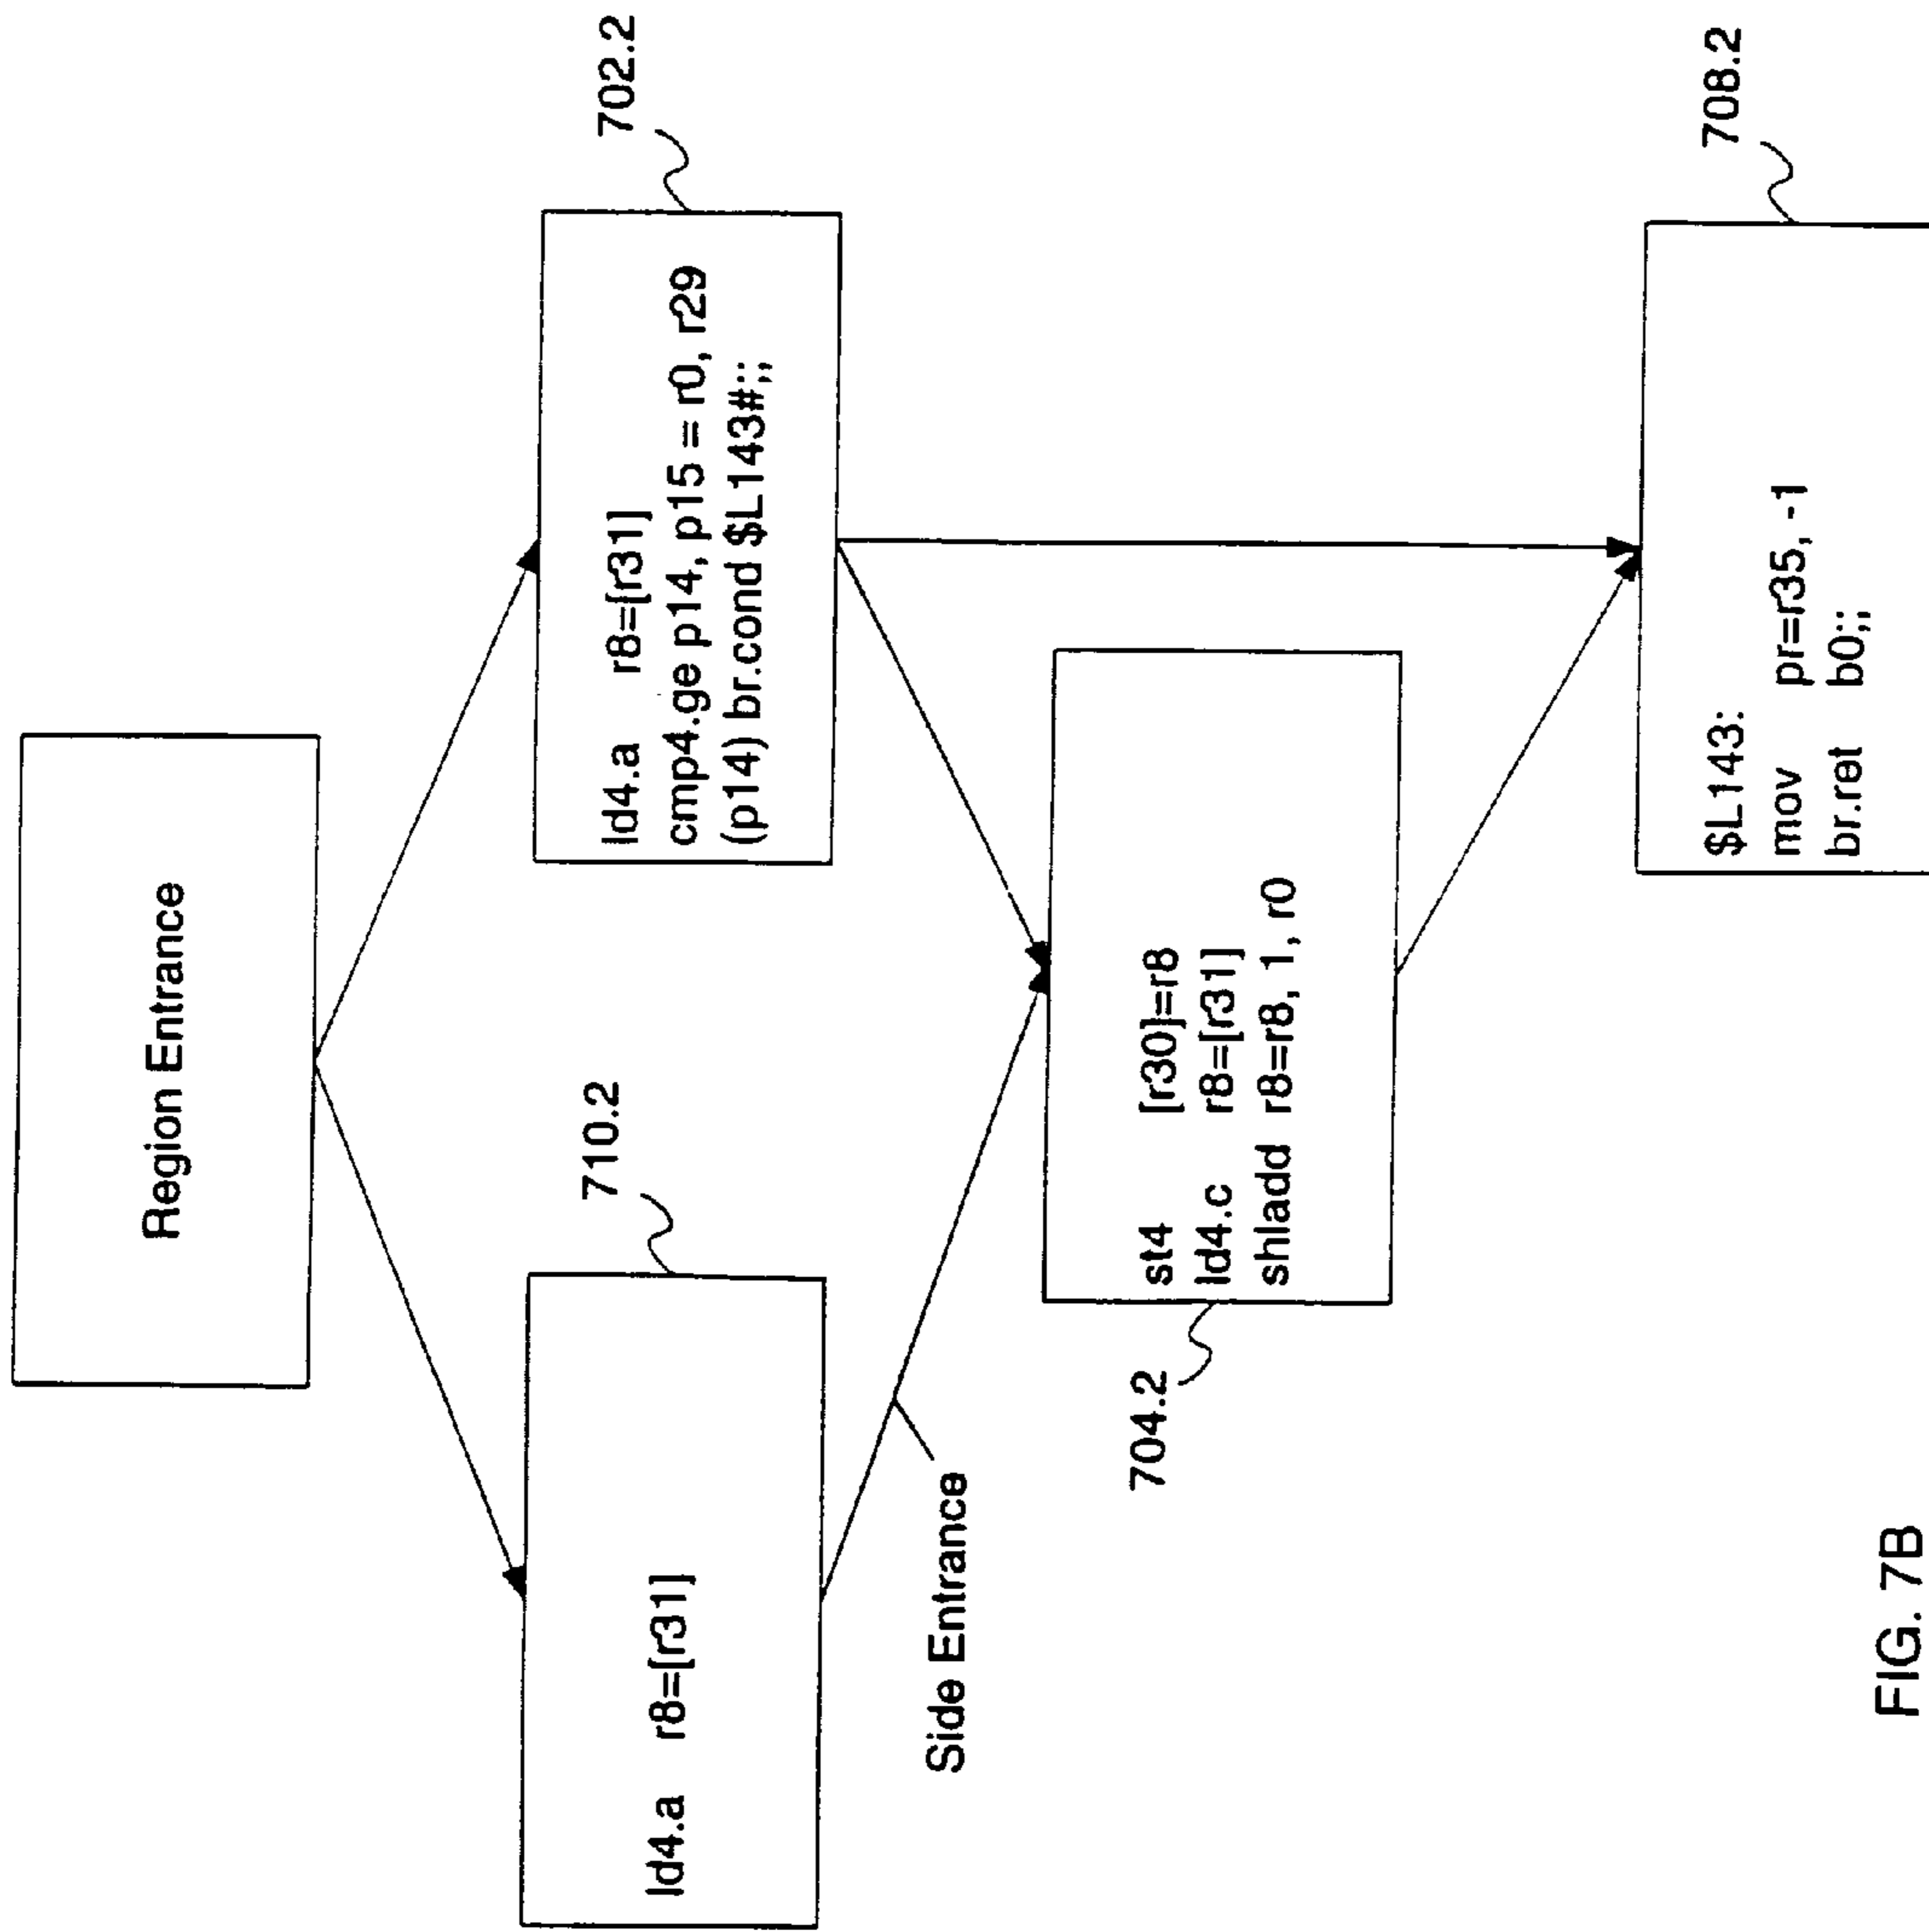 Region Entrance
710.2
702.2
ld4.a r8=[r31]
ld4.a r8=[r31]
cmp4.ge p14, p15 = r0, r29
(p14) br.cond $L143#;;
Side Entrance
704.2
st4 [r30]=r8
ld4.c r8=[r31]
shladd r8=r8, 1, r0
708.2
$L143:
mov pr=r35, -1
br.ret b0;;
FIG. 7B